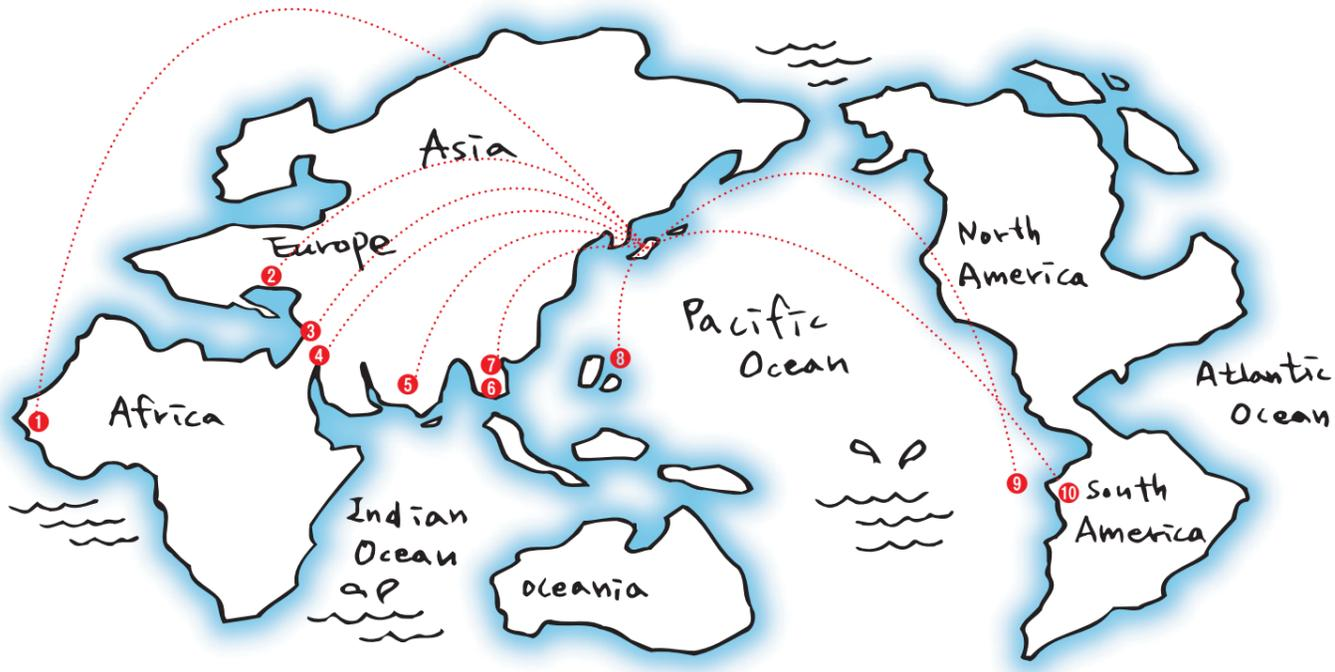 Asia
Europe
North
America
Pacific
Ocean
Atlantic
Ocean
Africa
Indian
Ocean
Oceania
South
America
1
2
3
4
5
6
7
8
9
10